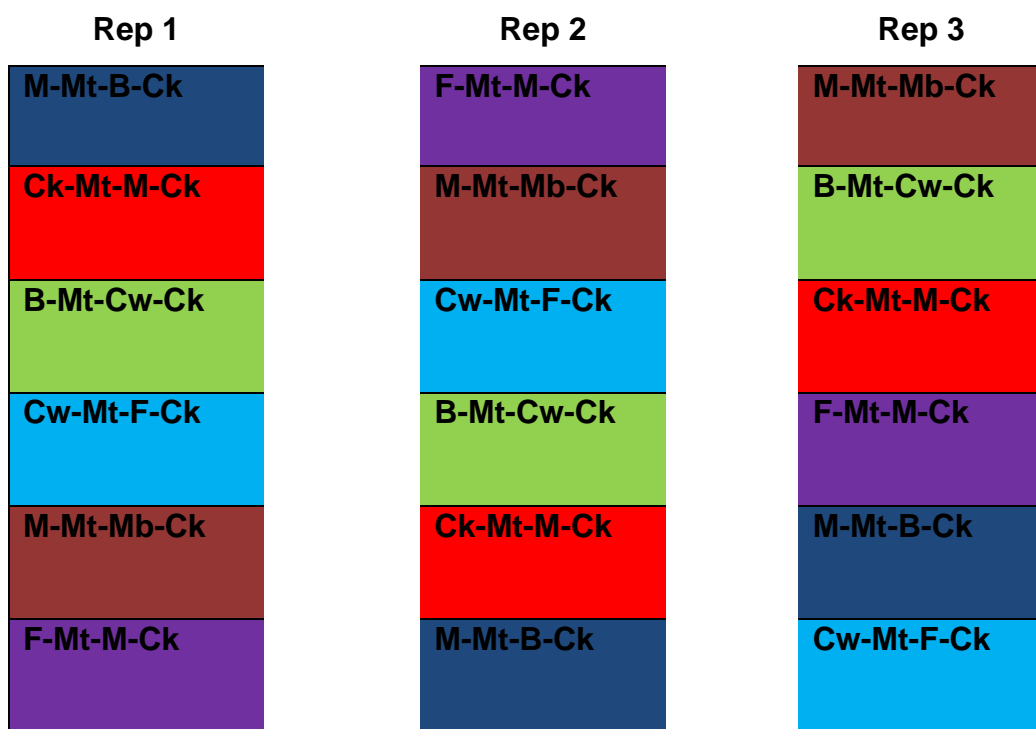 Rep 1 Rep 2 Rep 3
M-Mt-B-Ck F-Mt-M-Ck M-Mt-Mb-Ck
Ck-Mt-M-Ck M-Mt-Mb-Ck B-Mt-Cw-Ck
B-Mt-Cw-Ck Cw-Mt-F-Ck Ck-Mt-M-Ck
Cw-Mt-F-Ck B-Mt-Cw-Ck F-Mt-M-Ck
M-Mt-Mb-Ck Ck-Mt-M-Ck M-Mt-B-Ck
F-Mt-M-Ck M-Mt-B-Ck Cw-Mt-F-Ck